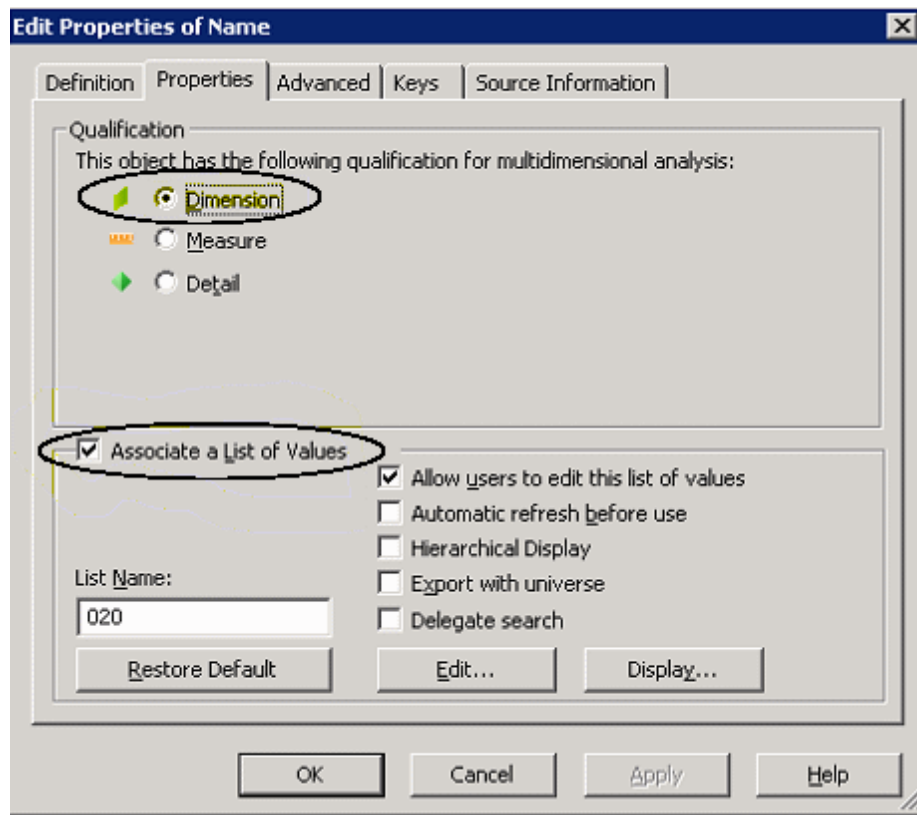 Edit Properties of Name
Definition Properties Advanced Keys Source Information
Qualification
This object has the following qualification for multidimensional analysis:
Dimension
Measure
Detail
Associate a List of Values
Allow users to edit this list of values
Automatic refresh before use
Hierarchical Display
List Name:
Export with universe
020
Delegate search
Restore Default Edit... Display...
OK Cancel Apply Help